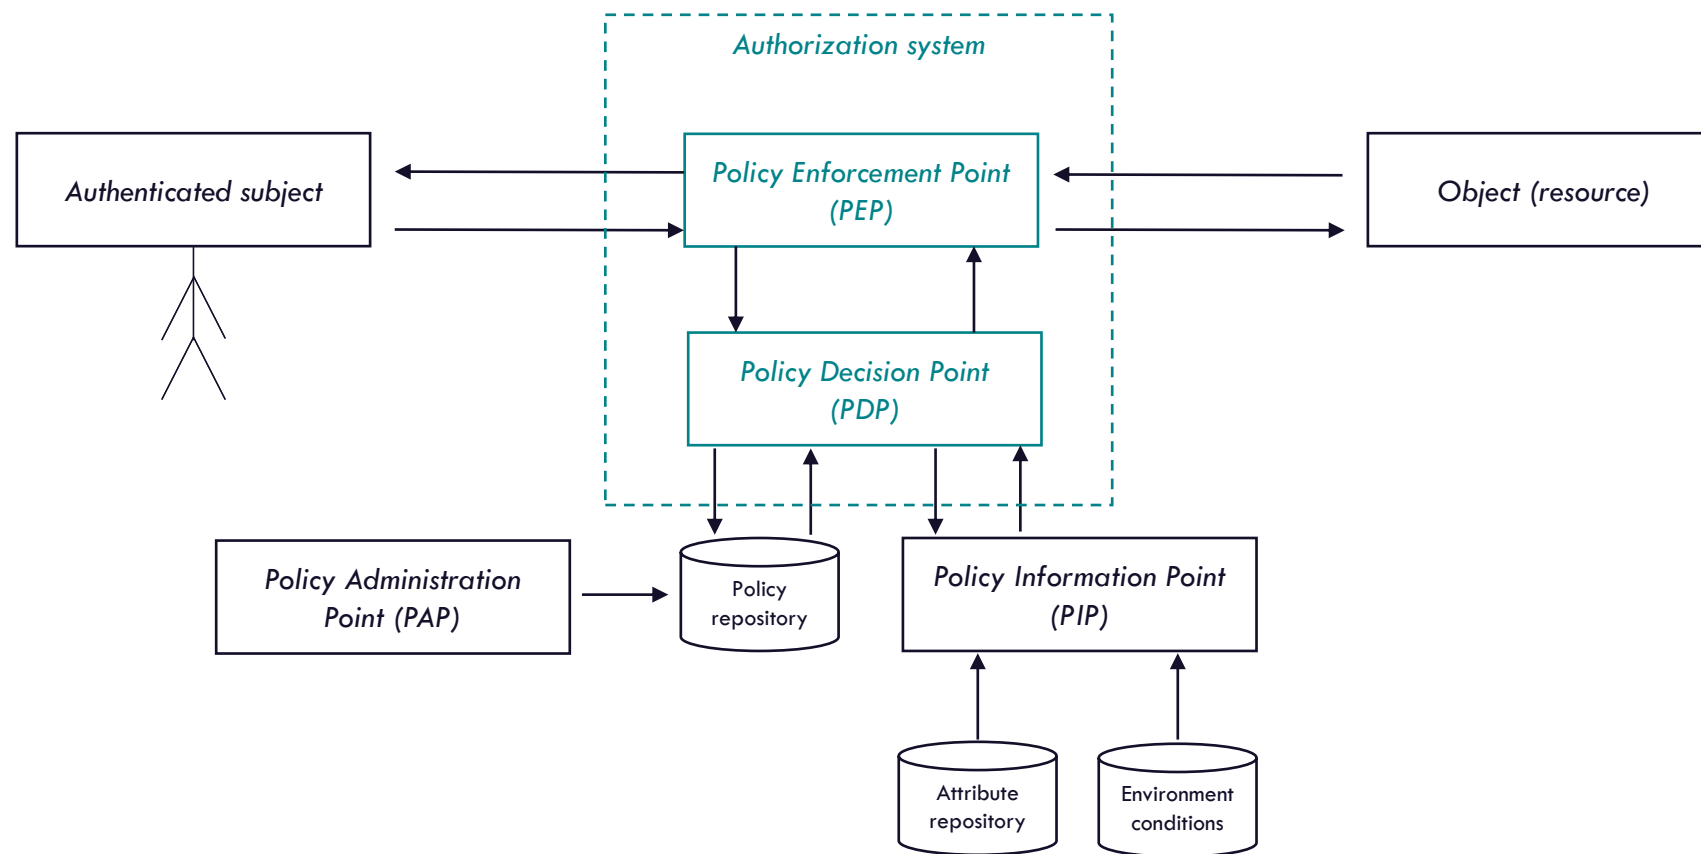 Authorization system
Authenticated subject
Policy Enforcement Point
(PEP)
Object (resource)
Policy Decision Point
(PDP)
Policy Administration
Point (PAP)
Policy
repository
Policy Information Point
(PIP)
Attribute
repository
Environment
conditions